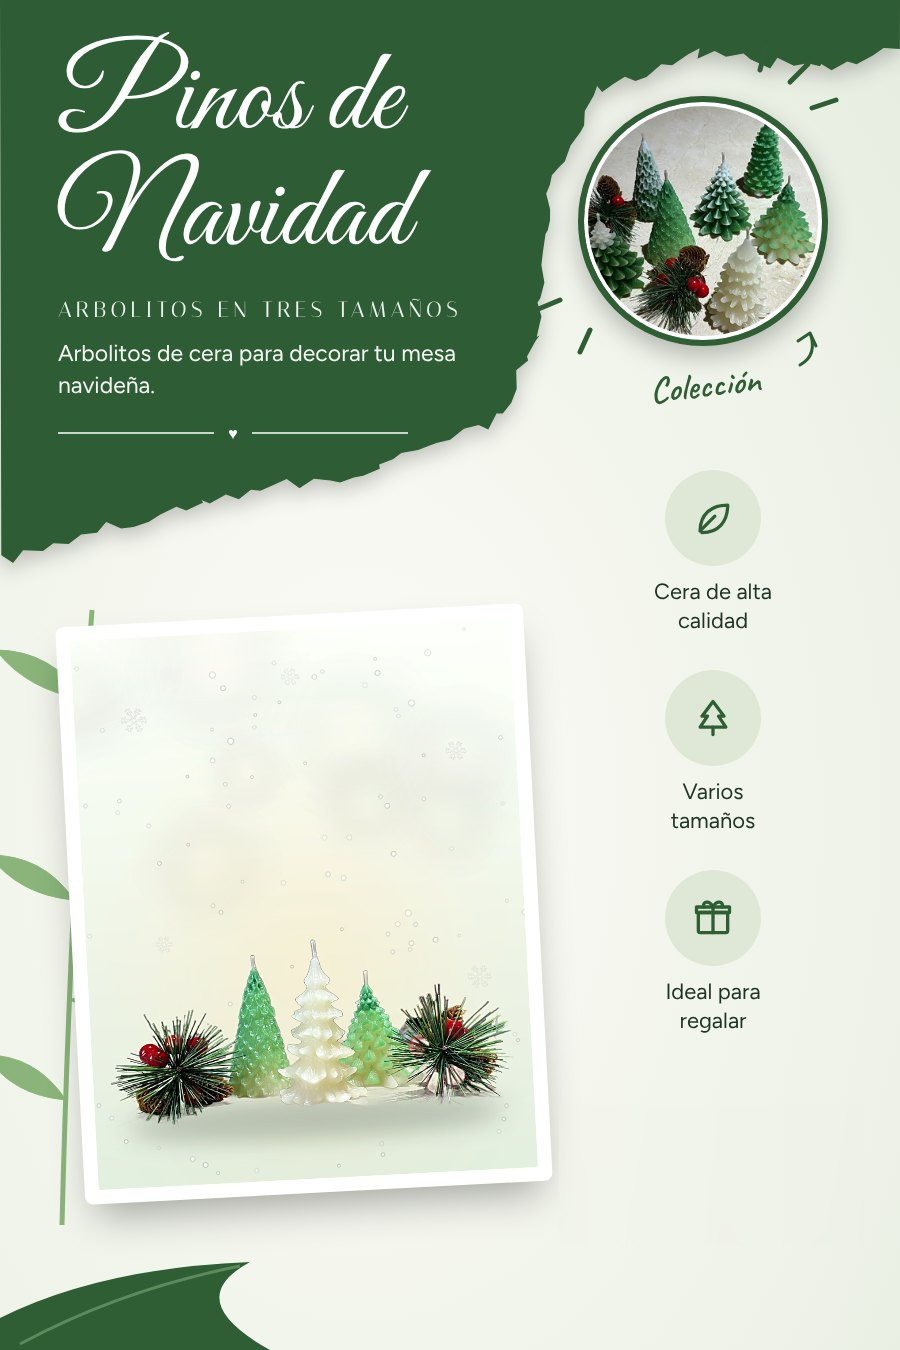 Pinos de
Navidad
ARBOLITOS EN TRES TAMAÑOS
Arbolitos de cera para decorar tu mesa
navideña.
Colección
Cera de alta
calidad
Varios
tamaños
Ideal para
regalar